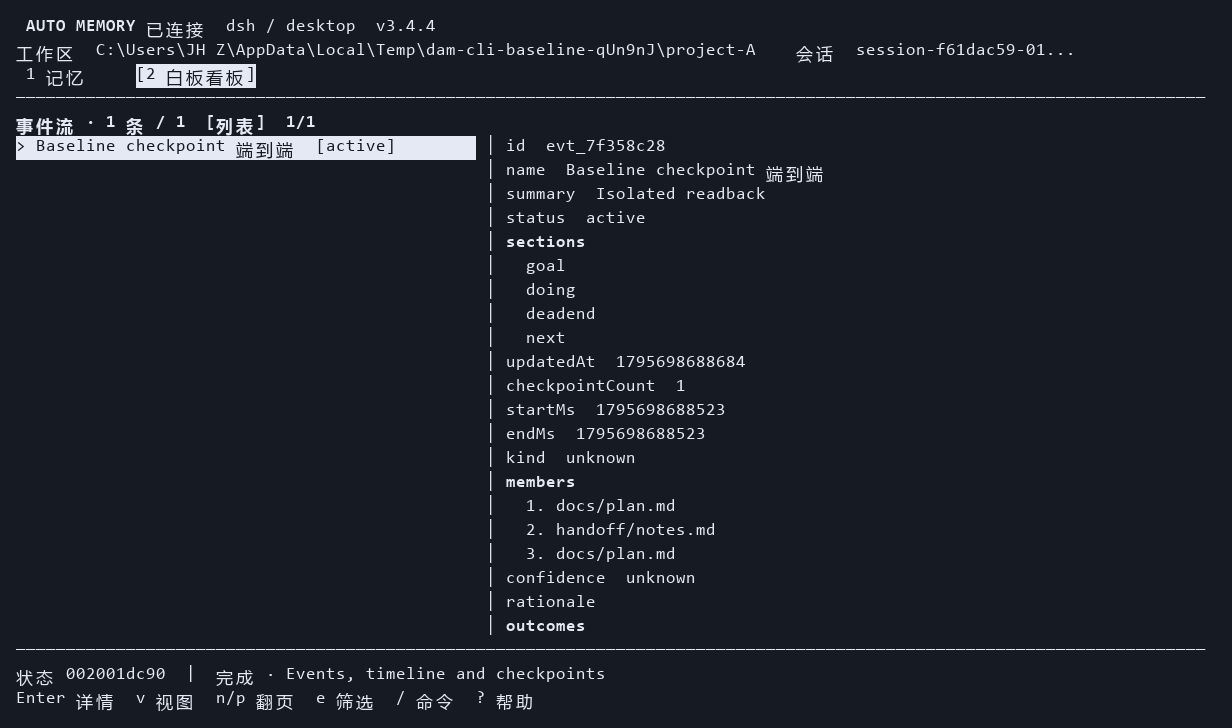 AUTO MEMORY 已连接 dsh / desktop v3.4.4
工作区 C:\Users\JH Z\AppData\Local\Temp\dam-cli-baseline-qUn9nJ\project-A 会话 session-f61dac59-01...
1 记忆 [2 白板看板]
事件流 · 1 条 / 1 [列表] 1/1
> Baseline checkpoint 端到端 [active]
id evt_7f358c28
name Baseline checkpoint 端到端
summary Isolated readback
status active
sections
goal
doing
deadend
next
updatedAt 1795698688684
checkpointCount 1
startMs 1795698688523
endMs 1795698688523
kind unknown
members
1. docs/plan.md
2. handoff/notes.md
3. docs/plan.md
confidence unknown
rationale
outcomes
状态 002001dc90 │ 完成 · Events, timeline and checkpoints
Enter 详情 v 视图 n/p 翻页 e 筛选 / 命令 ? 帮助